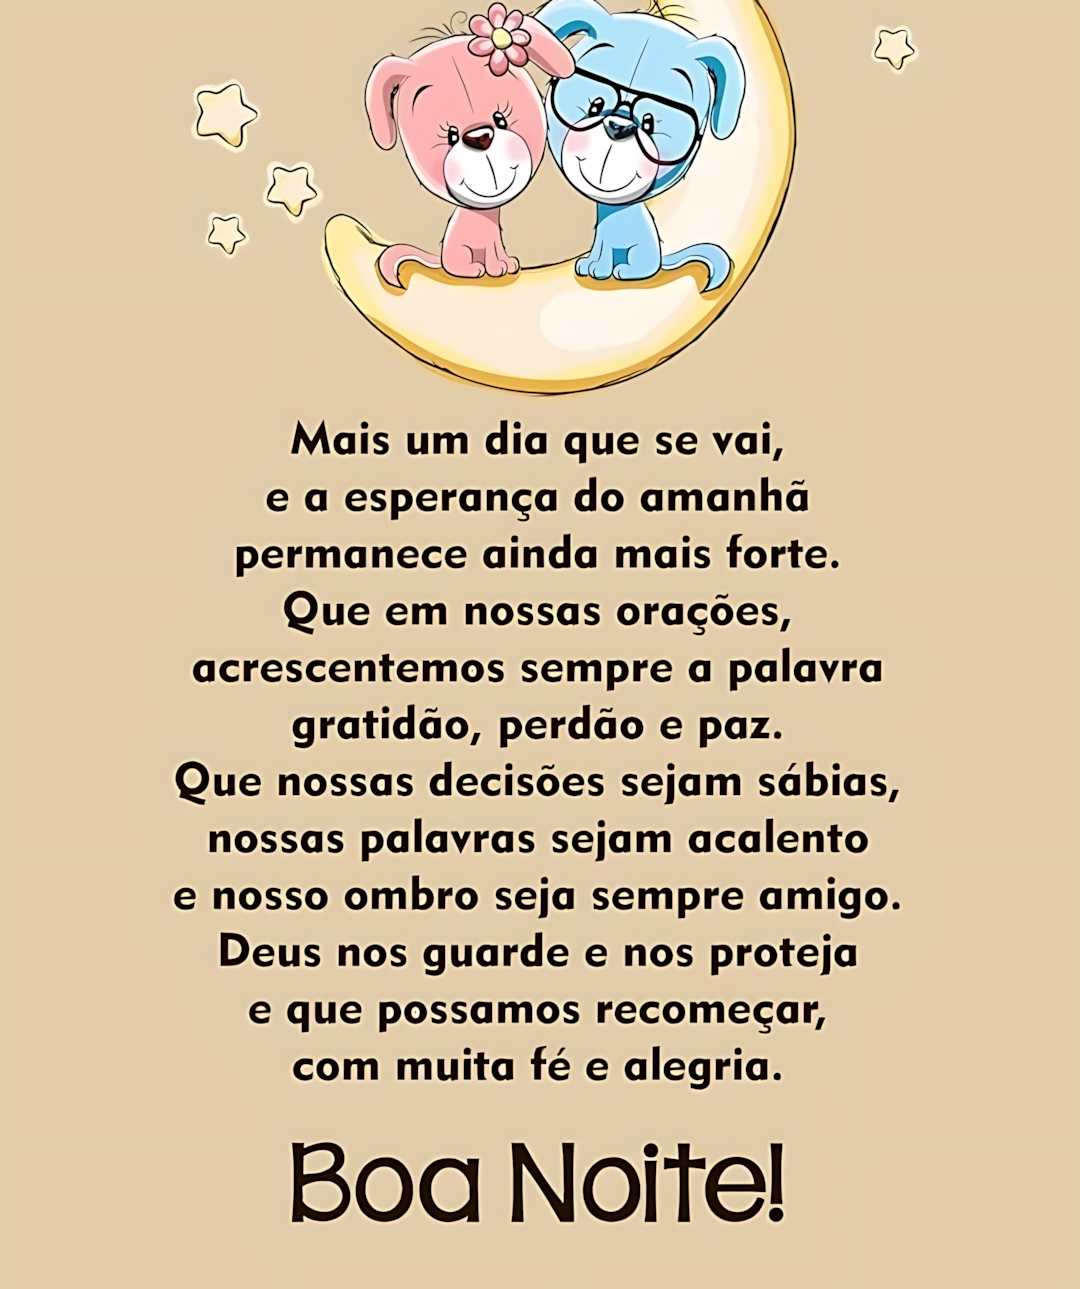 Mais um dia que se vai,
e a esperança do amanhã
permanece ainda mais forte.
Que em nossas orações,
acrescentemos sempre a palavra
gratidão, perdão e paz.
Que nossas decisões sejam sábias,
nossas palavras sejam acalento
e nosso ombro seja sempre amigo.
Deus nos guarde e nos proteja
e que possamos recomeçar,
com muita fé e alegria.
Boa Noite!